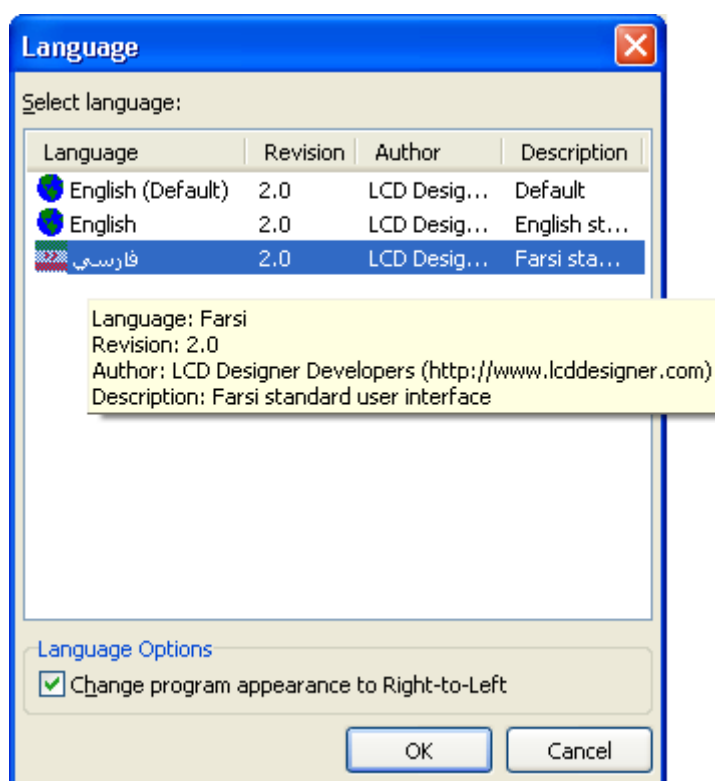 Language
Select language:
Language Revision Author Description
English (Default) 2.0 LCD Desig... Default
English 2.0 LCD Desig... English st...
فارسي 2.0 LCD Desig... Farsi sta...
Language: Farsi
Revision: 2.0
Author: LCD Designer Developers (http://www.lcddesigner.com)
Description: Farsi standard user interface
Language Options
Change program appearance to Right-to-Left
OK Cancel